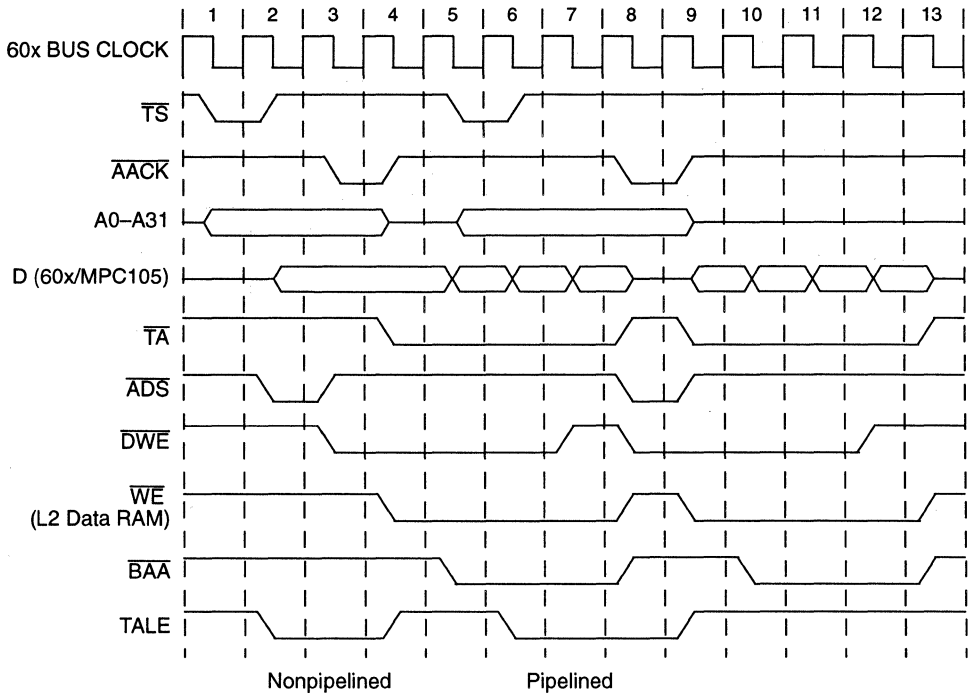 1 2 3 4 5 6 7 8 9 10 11 12 13
60x BUS CLOCK
TS
AACK
A0–A31
D (60x/MPC105)
TA
ADS
DWE
WE
(L2 Data RAM)
BAA
TALE
Nonpipelined Pipelined